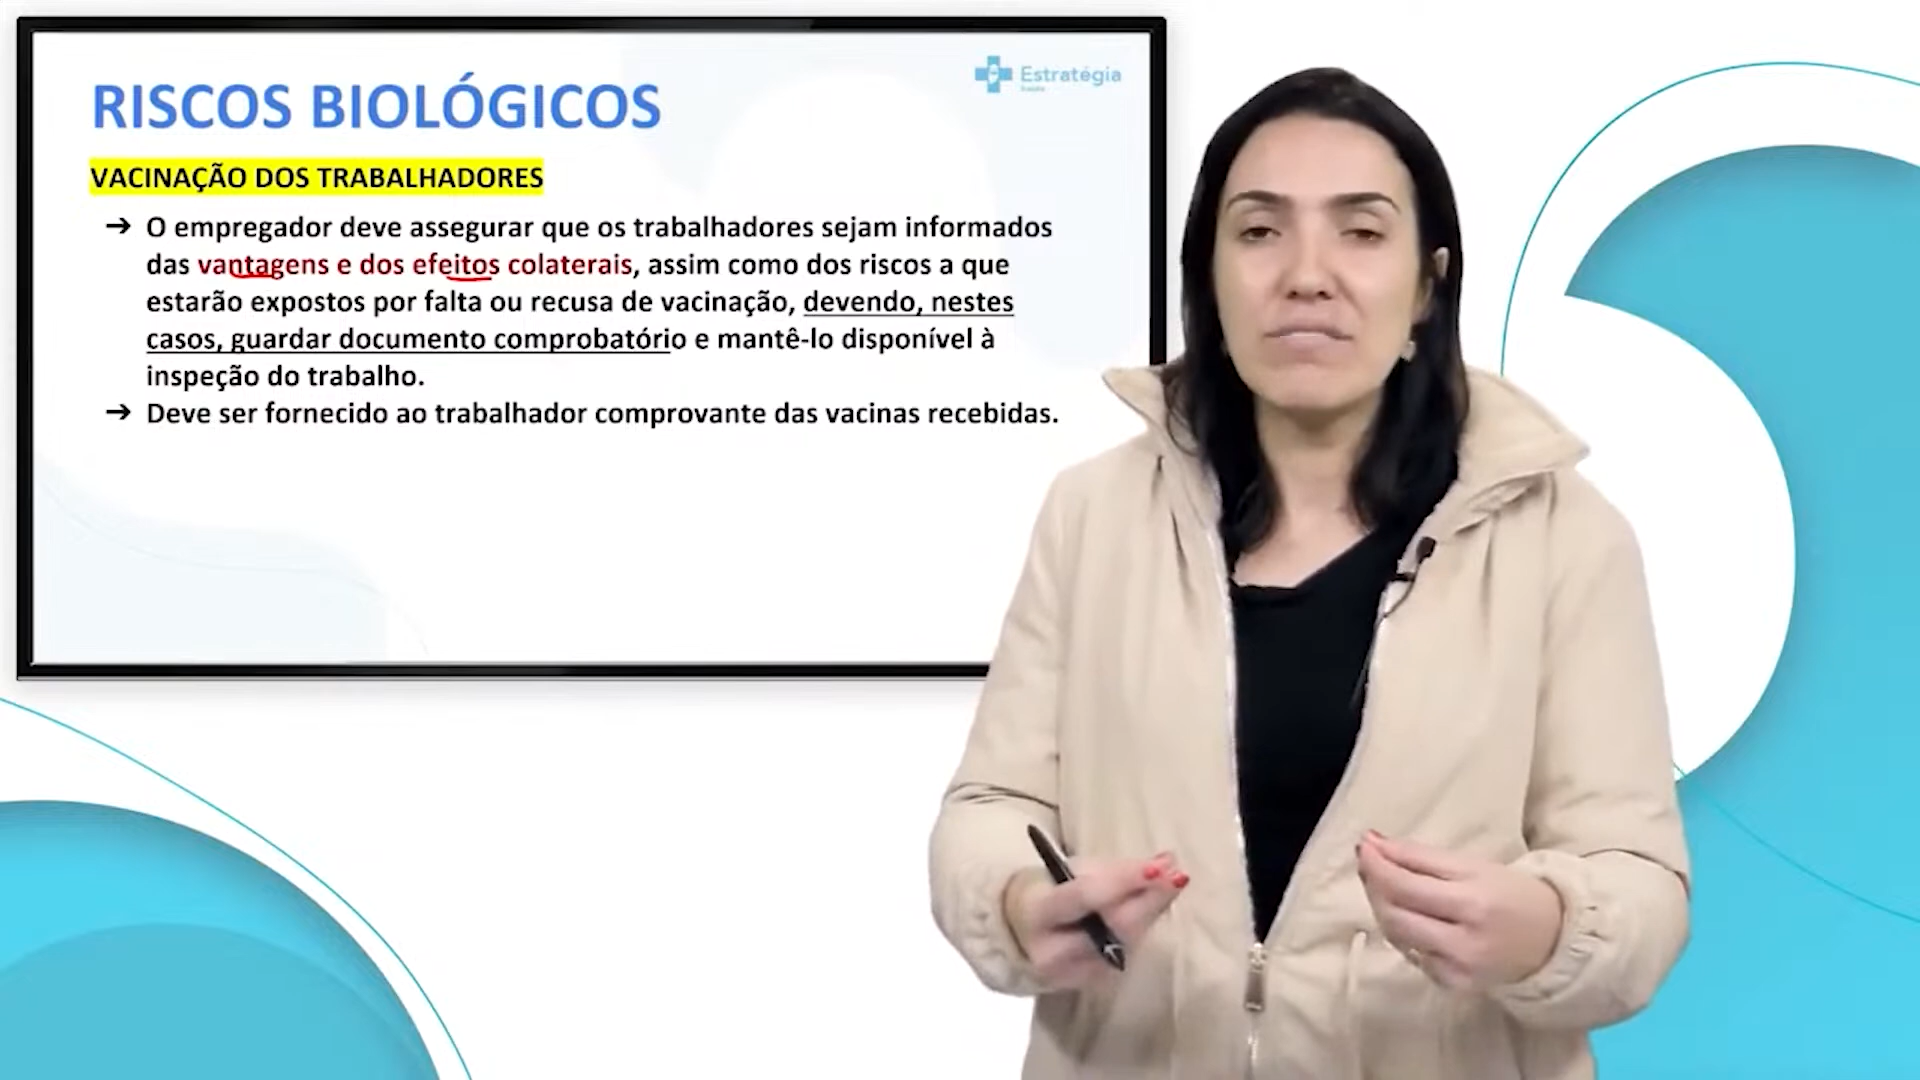 RISCOS BIOLÓGICOS
Estratégia
VACINAÇÃO DOS TRABALHADORES
➔ O empregador deve assegurar que os trabalhadores sejam informados
das vantagens e dos efeitos colaterais, assim como dos riscos a que
estarão expostos por falta ou recusa de vacinação, devendo, nestes
casos, guardar documento comprobatório e mantê-lo disponível à
inspeção do trabalho.
➔ Deve ser fornecido ao trabalhador comprovante das vacinas recebidas.